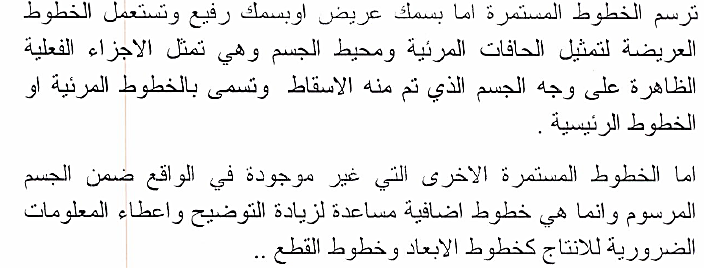 ترسم الخطوط المستمرة اما بسمك عريض اوبسمك رفيع وتستعمل الخطوط
العريضة لتمثيل الحافات المرئية ومحيط الجسم وهي تمثل الاجزاء الفعلية
الظاهرة على وجه الجسم الذي تم منه الاسقاط وتسمى بالخطوط المرئية او
الخطوط الرئيسية .
اما الخطوط المستمرة الاخرى التي غير موجودة في الواقع ضمن الجسم
المرسوم وانما هي خطوط اضافية مساعدة لزيادة التوضيح واعطاء المعلومات
الضرورية للانتاج كخطوط الابعاد وخطوط القطع ..